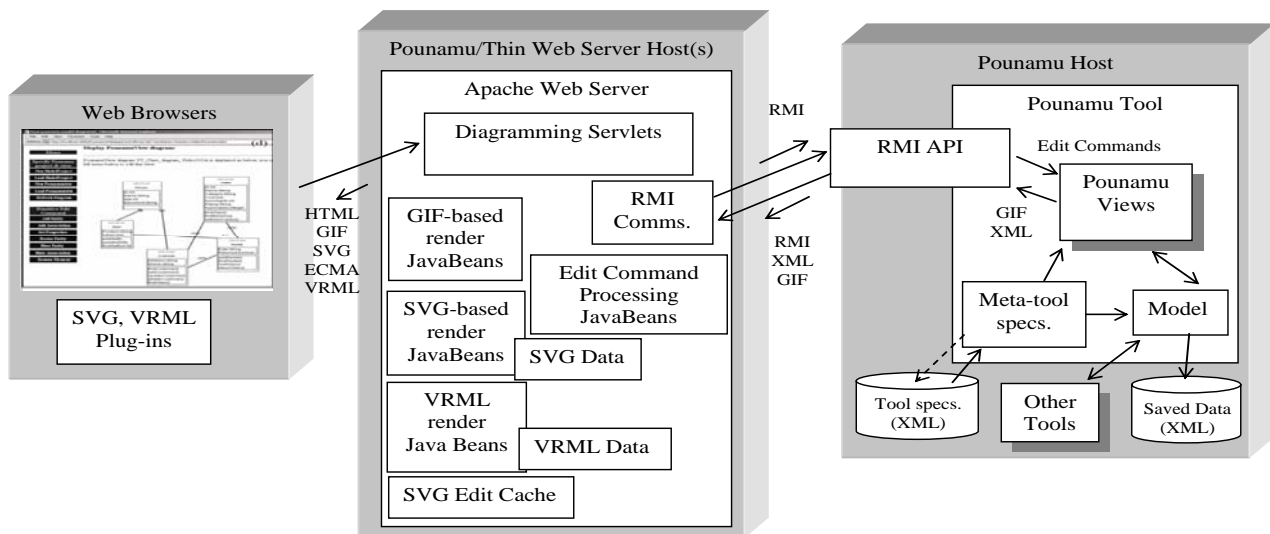 Web Browsers
Display PounamuView diagram:
(d)
SVG, VRML
Plug-ins
HTML
GIF
SVG
ECMA
VRML
Pounamu/Thin Web Server Host(s)
Apache Web Server
Diagramming Servlets
RMI
Comms.
GIF-based
render
JavaBeans
Edit Command
Processing
JavaBeans
SVG-based
render
JavaBeans
SVG Data
VRML
render
Java Beans
VRML Data
SVG Edit Cache
RMI
RMI
XML
GIF
Pounamu Host
Pounamu Tool
RMI API
Edit Commands
Pounamu
Views
GIF
XML
Meta-tool
specs.
Model
Tool specs.
(XML)
Other
Tools
Saved Data
(XML)